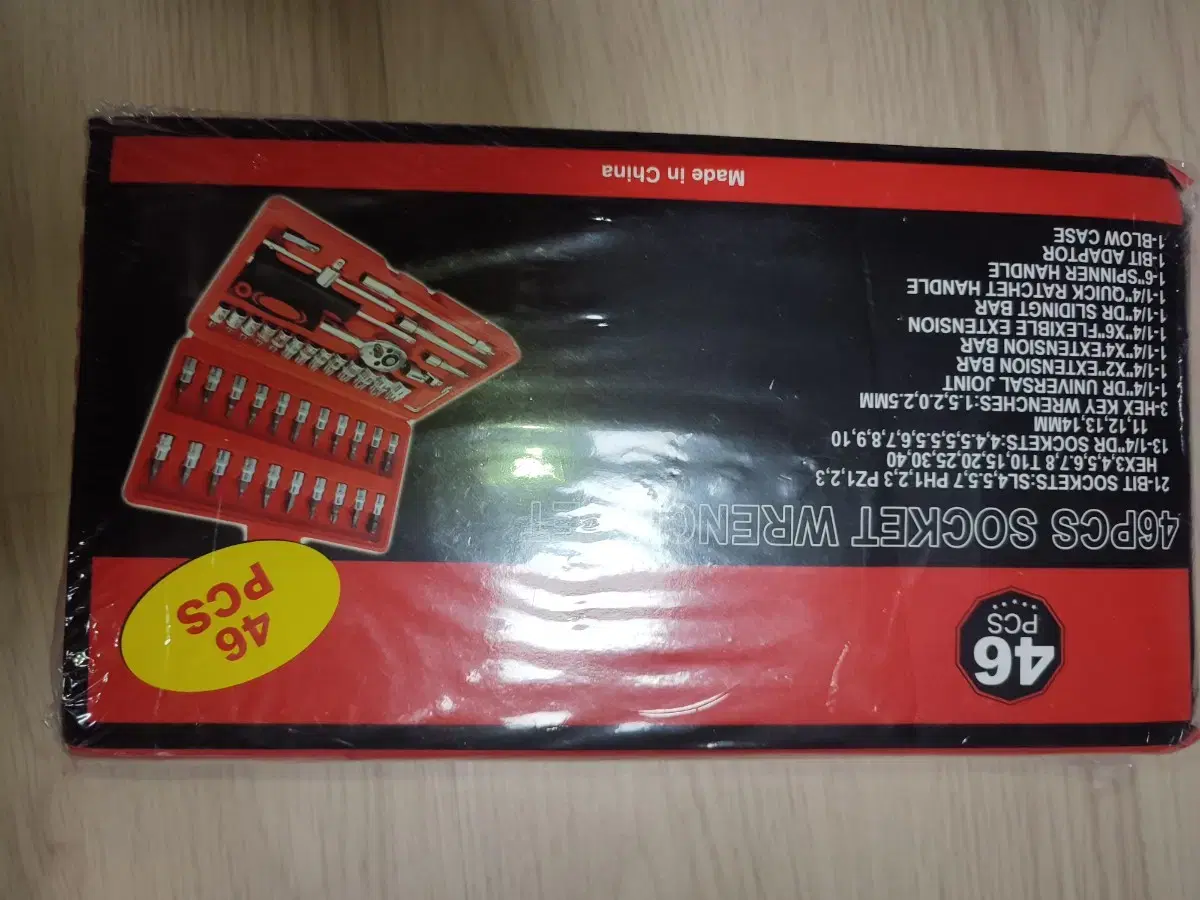 46
PCS
46
PCS
46PCS SOCKET WRENCH SET
21-BIT SOCKETS:SL4,5.5,7 PH1,2,3 PZ1,2,3
HEX3,4,5,6,7,8 T10,15,20,25,30,40
13-1/4"DR SOCKETS:4,4.5,5,5.5,6,7,8,9,10
11,12,13,14MM
3-HEX KEY WRENCHES:1.5,2.0,2.5MM
1-1/4"DR UNIVERSAL JOINT
1-1/4"X2"EXTENSION BAR
1-1/4"X4"EXTENSION BAR
1-1/4"X6"FLEXIBLE EXTENSION
1-1/4"DR SLIDINGT BAR
1-1/4"QUICK RATCHET HANDLE
1-6"SPINNER HANDLE
1-BIT ADAPTOR
1-BLOW CASE
Made in China